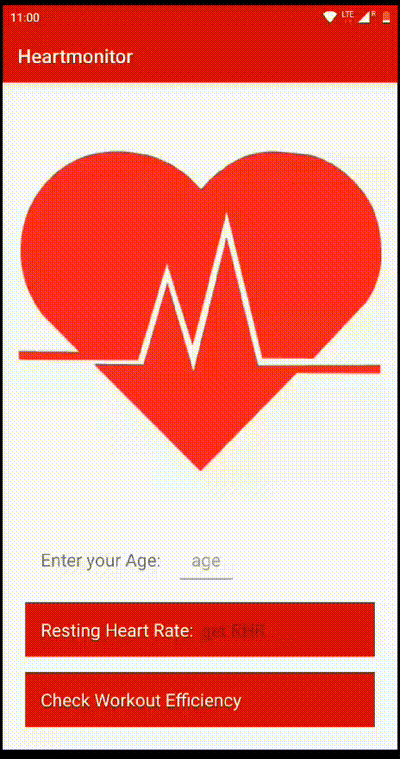 11:00 LTE R
Heartmonitor
Enter your Age: age
Resting Heart Rate: get RHR
Check Workout Efficiency